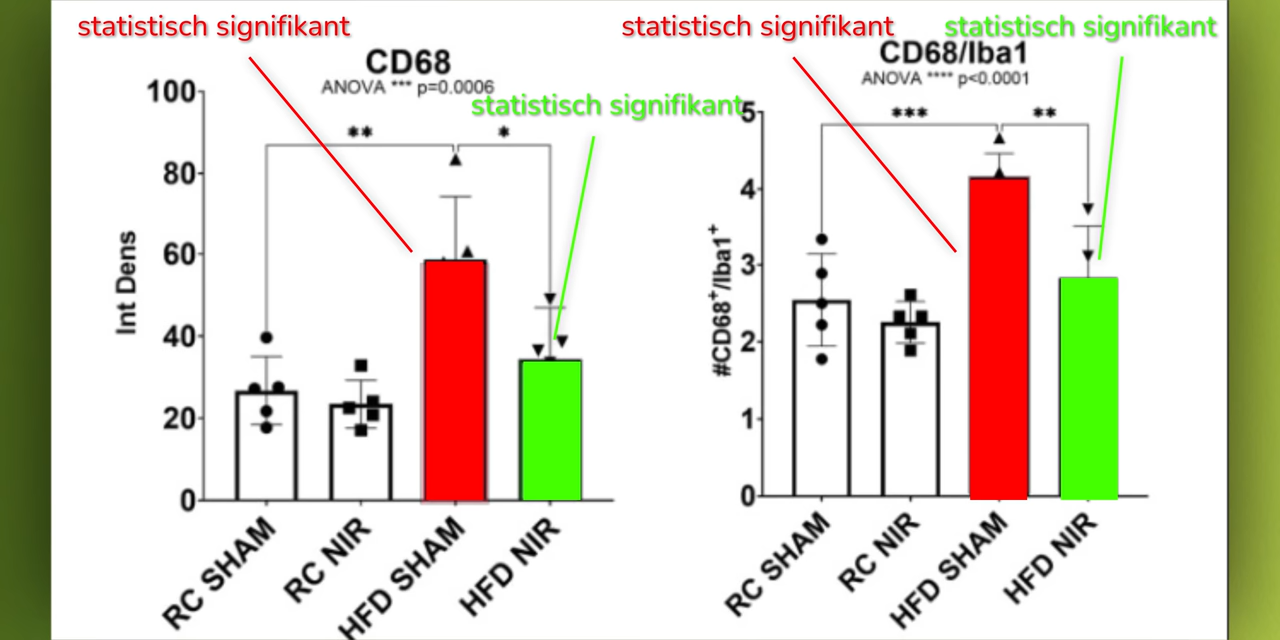 statistisch signifikant
CD68
ANOVA *** p=0.0006
statistisch signifikant
** *
100
80
60
40
20
0
Int Dens
RC SHAM
RC NIR
HFD SHAM
HFD NIR
statistisch signifikant
statistisch signifikant
CD68/Iba1
ANOVA **** p<0.0001
*** **
5
4
3
2
1
0
#CD68⁺/Iba1⁺
RC SHAM
RC NIR
HFD SHAM
HFD NIR